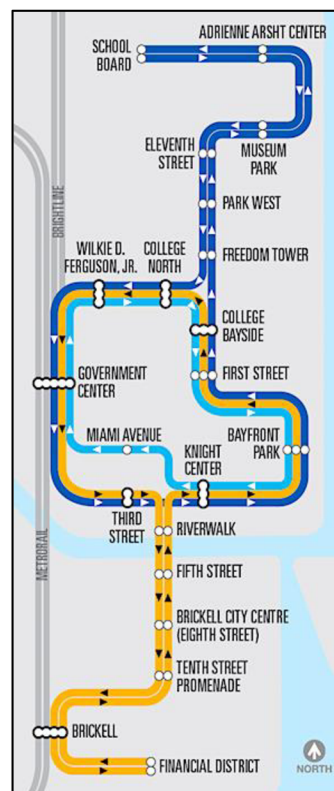 ADRIENNE ARSHT CENTER
SCHOOL
BOARD
ELEVENTH
STREET
MUSEUM
PARK
PARK WEST
BRIGHTLINE
WILKIE D.
FERGUSON, JR.
COLLEGE
NORTH
FREEDOM TOWER
COLLEGE
BAYSIDE
GOVERNMENT
CENTER
FIRST STREET
MIAMI AVENUE
KNIGHT
CENTER
BAYFRONT
PARK
THIRD
STREET
RIVERWALK
METRORAIL
FIFTH STREET
BRICKELL CITY CENTRE
(EIGHTH STREET)
TENTH STREET
PROMENADE
BRICKELL
FINANCIAL DISTRICT
NORTH